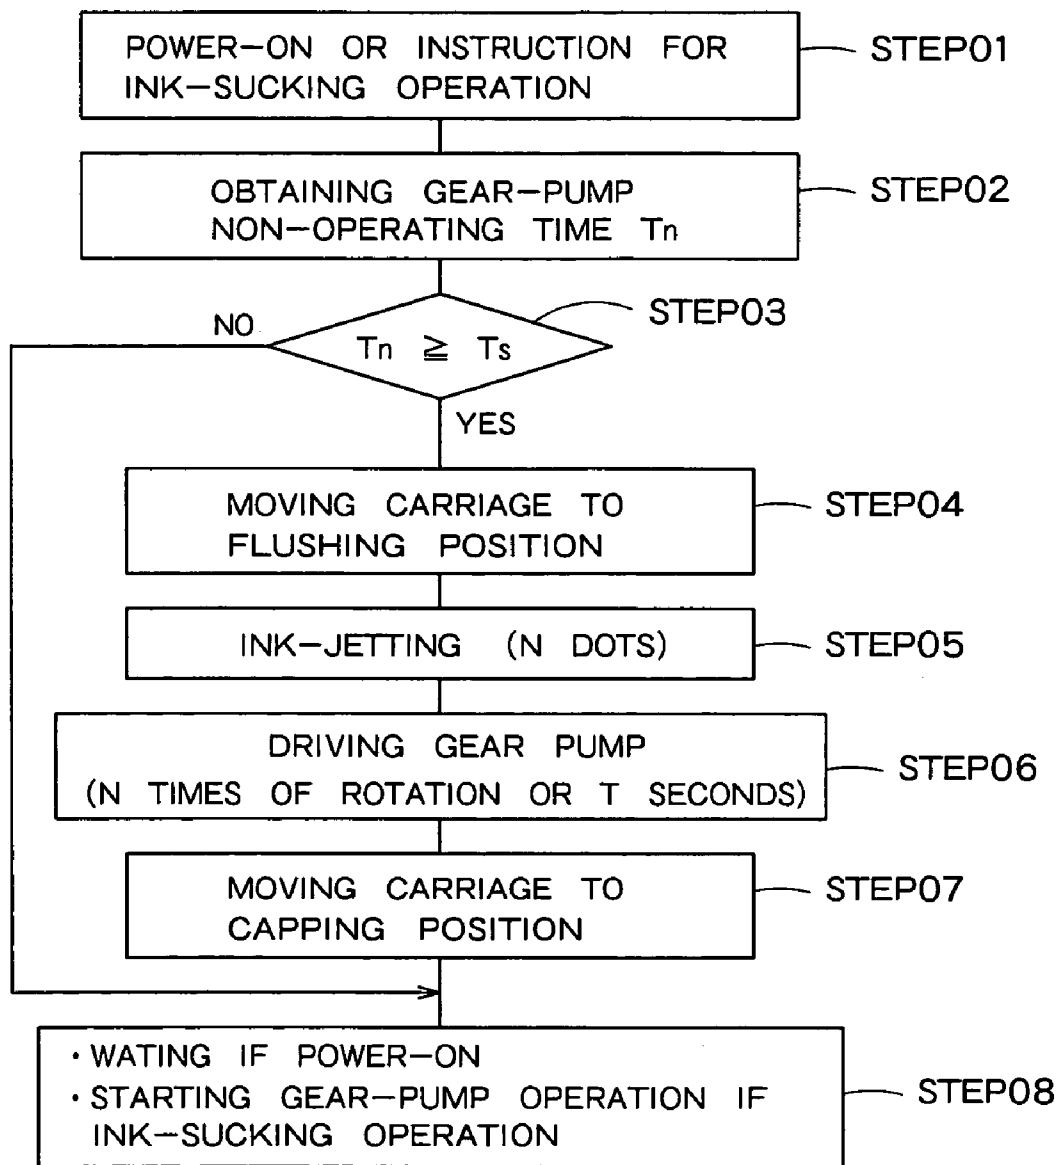 POWER-ON OR INSTRUCTION FOR
INK-SUCKING OPERATION
STEP01
OBTAINING GEAR-PUMP
NON-OPERATING TIME Tn
STEP02
Tn ≧ Ts
STEP03
NO
YES
MOVING CARRIAGE TO
FLUSHING POSITION
STEP04
INK-JETTING (N DOTS)
STEP05
DRIVING GEAR PUMP
(N TIMES OF ROTATION OR T SECONDS)
STEP06
MOVING CARRIAGE TO
CAPPING POSITION
STEP07
・WATING IF POWER-ON
・STARTING GEAR-PUMP OPERATION IF
INK-SUCKING OPERATION
STEP08